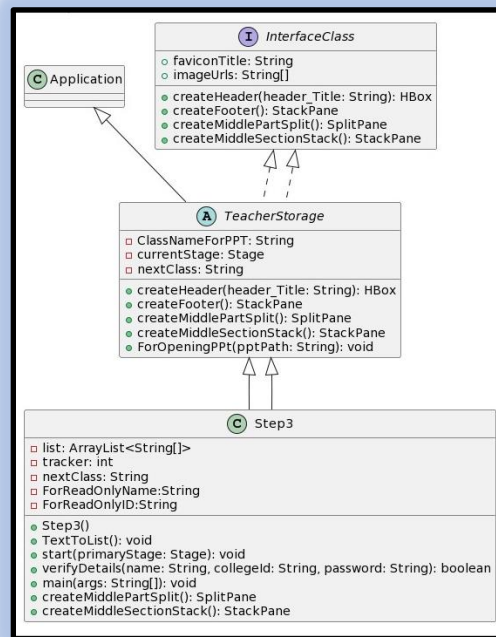 I InterfaceClass
faviconTitle: String
imageUrls: String[]
createHeader(header_Title: String): HBox
createFooter(): StackPane
createMiddlePartSplit(): SplitPane
createMiddleSectionStack(): StackPane
C Application
A TeacherStorage
ClassNameForPPT: String
currentStage: Stage
nextClass: String
createHeader(header_Title: String): HBox
createFooter(): StackPane
createMiddlePartSplit(): SplitPane
createMiddleSectionStack(): StackPane
ForOpeningPPt(pptPath: String): void
C Step3
list: ArrayList<String[]>
tracker: int
nextClass: String
ForReadOnlyName:String
ForReadOnlyID:String
Step3()
TextToList(): void
start(primaryStage: Stage): void
verifyDetails(name: String, collegeId: String, password: String): boolean
main(args: String[]): void
createMiddlePartSplit(): SplitPane
createMiddleSectionStack(): StackPane